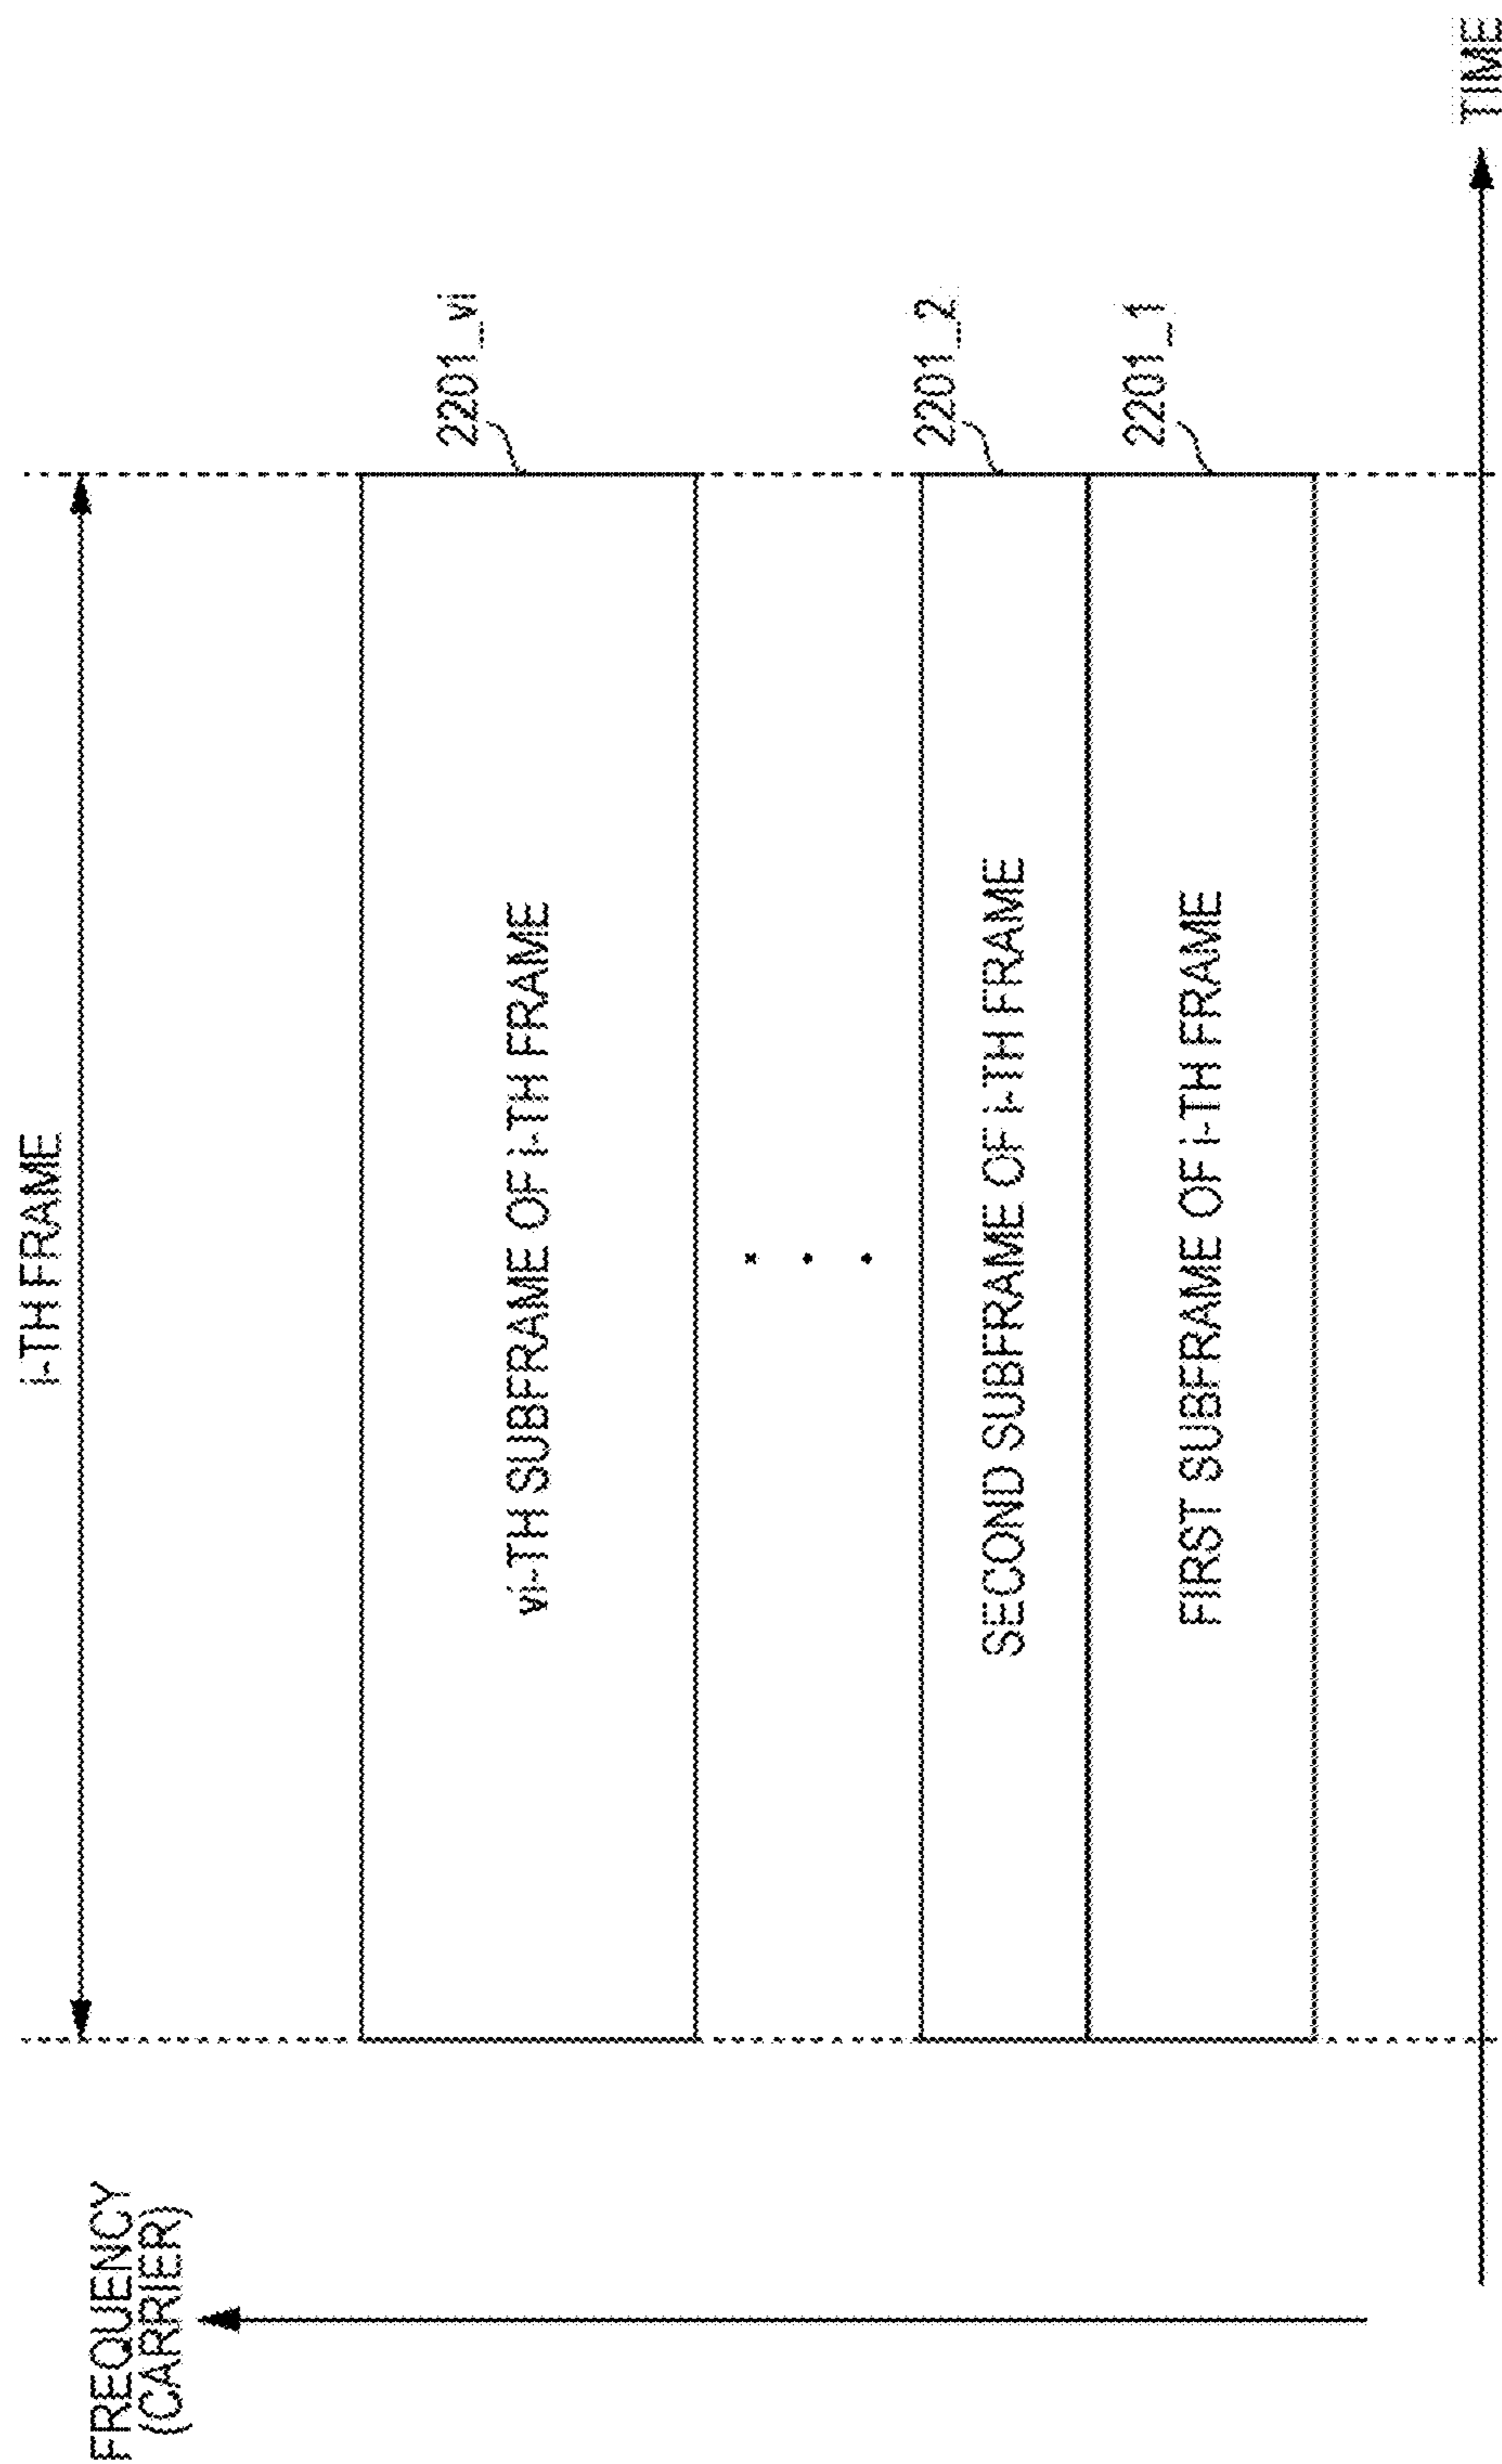 FREQUENCY
(CARRIER)
i-TH FRAME
vi-TH SUBFRAME OF i-TH FRAME
2201_vi
. . .
SECOND SUBFRAME OF i-TH FRAME
2201_2
FIRST SUBFRAME OF i-TH FRAME
2201_1
TIME